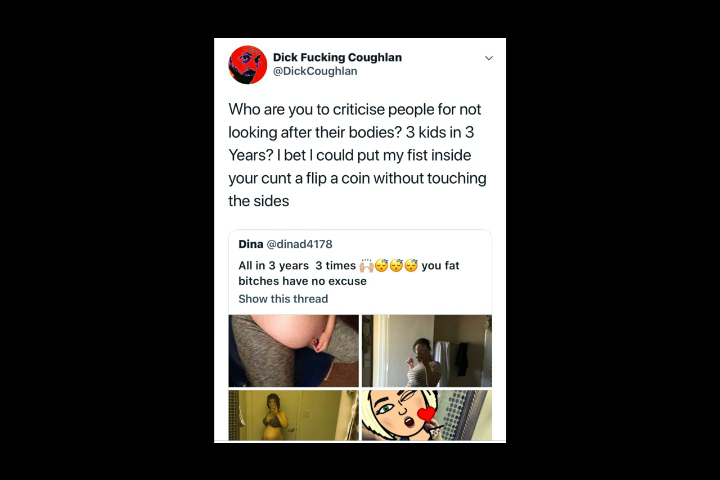 Dick Fucking Coughlan
@DickCoughlan
Who are you to criticise people for not
looking after their bodies? 3 kids in 3
Years? I bet I could put my fist inside
your cunt a flip a coin without touching
the sides
Dina @dinad4178
All in 3 years 3 times 🙌🏼😴😴😴 you fat
bitches have no excuse
Show this thread